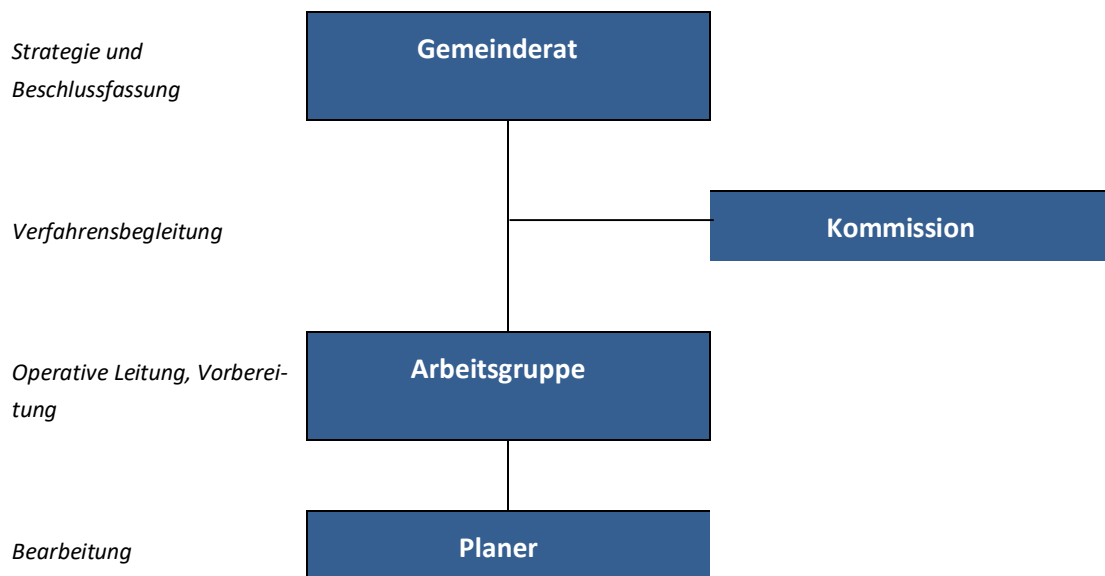 Strategie und
Beschlussfassung
Gemeinderat
Verfahrensbegleitung
Kommission
Operative Leitung, Vorberei-
tung
Arbeitsgruppe
Bearbeitung
Planer